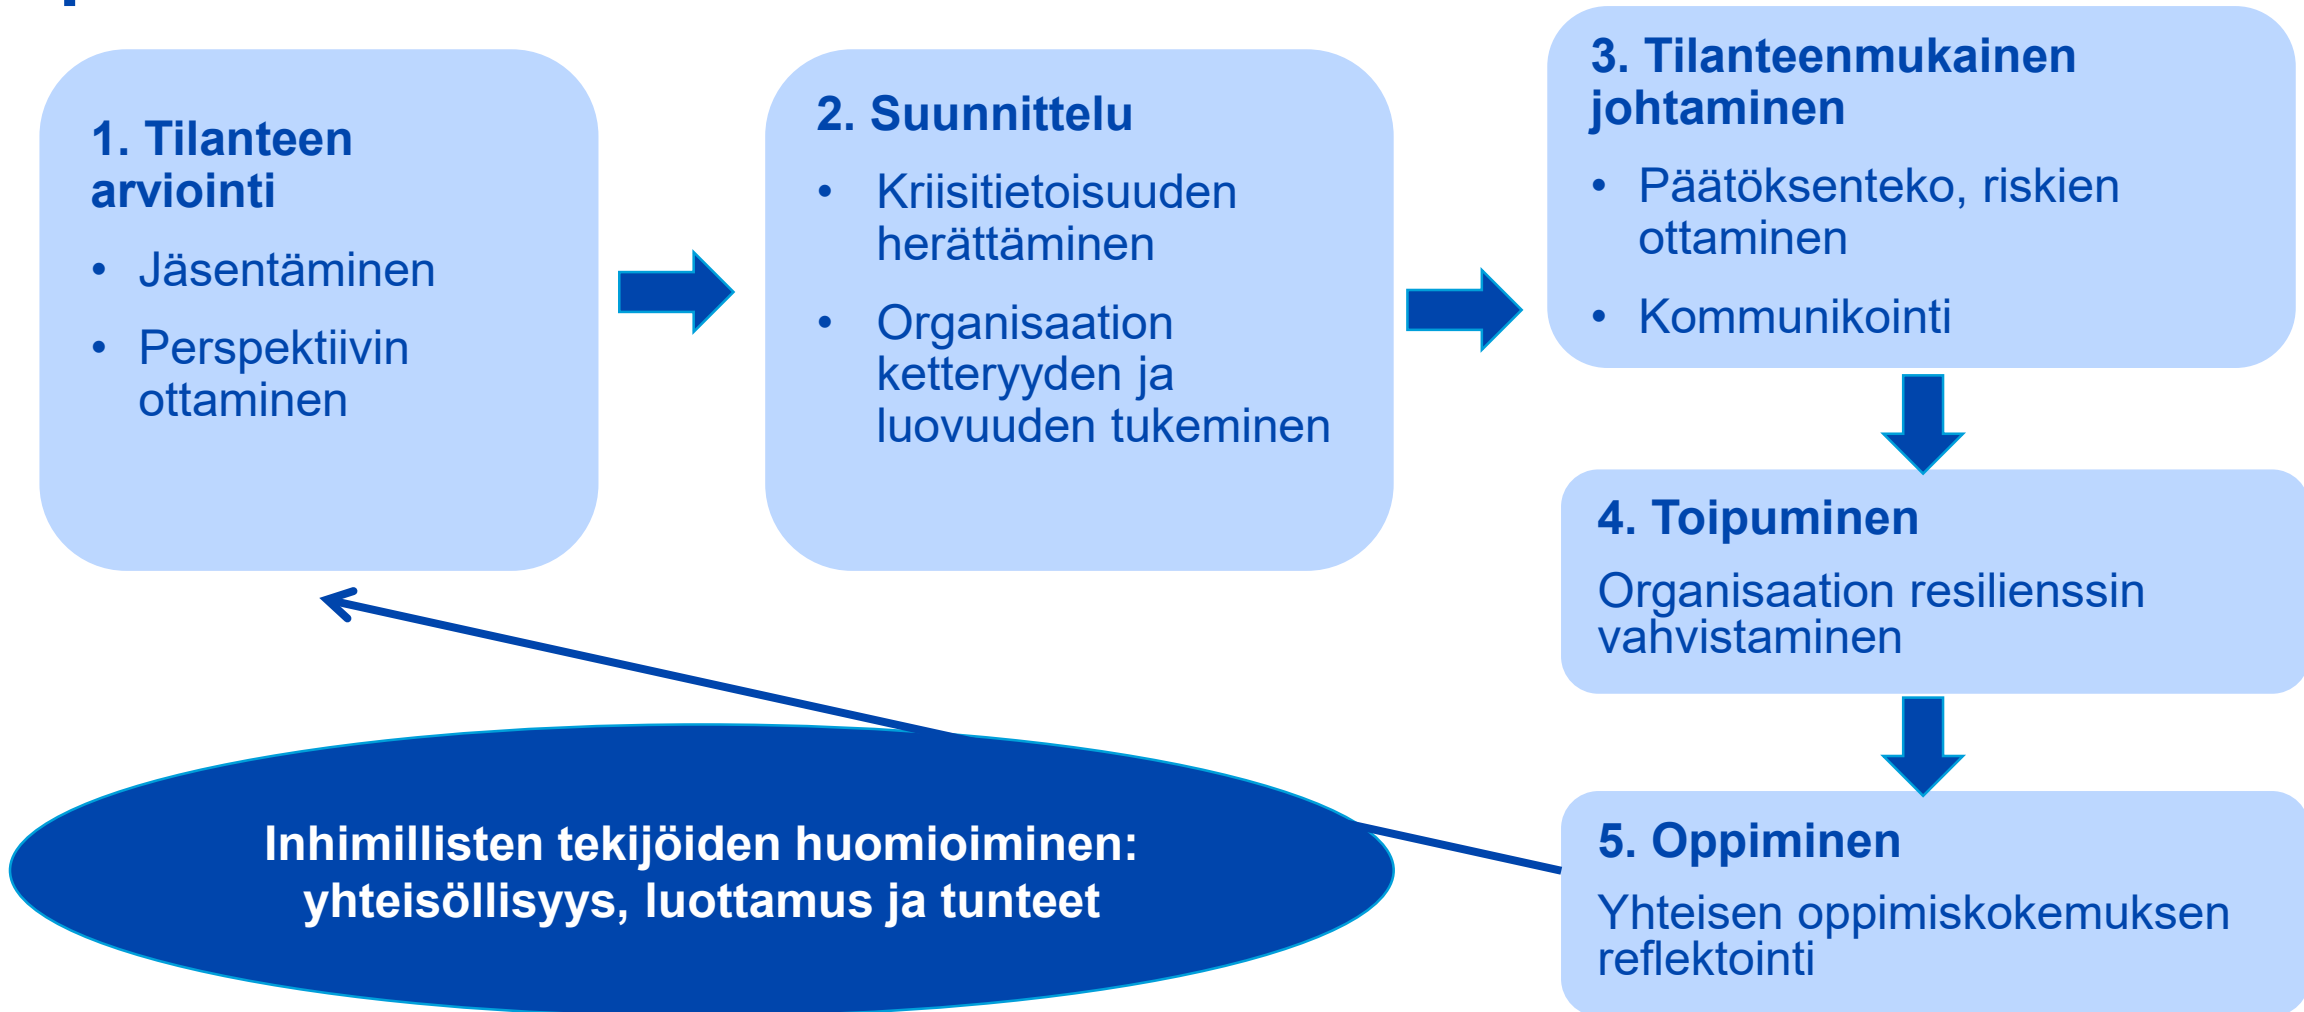 1. Tilanteen
arviointi
• Jäsentäminen
• Perspektiivin
ottaminen
2. Suunnittelu
• Kriisitietoisuuden
herättäminen
• Organisaation
ketteryyden ja
luovuuden tukeminen
3. Tilanteenmukainen
johtaminen
• Päätöksenteko, riskien
ottaminen
• Kommunikointi
4. Toipuminen
Organisaation resilienssin
vahvistaminen
5. Oppiminen
Yhteisen oppimiskokemuksen
reflektointi
Inhimillisten tekijöiden huomioiminen:
yhteisöllisyys, luottamus ja tunteet